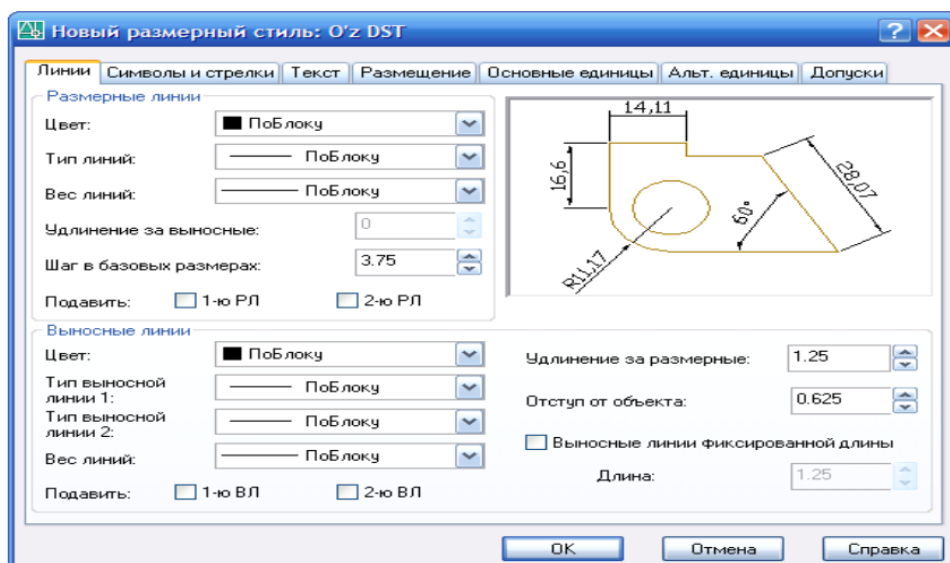 Новый размерный стиль: O'z DST
Линии Символы и стрелки Текст Размещение Основные единицы Альт. единицы Допуски
Размерные линии
Цвет: ПоБлоку
Тип линий: ПоБлоку
Вес линий: ПоБлоку
Удлинение за выносные: 0
Шаг в базовых размерах: 3.75
Подавить: 1-ю РЛ 2-ю РЛ
14,11
16,6
28,07
60°
R11,17
Выносные линии
Цвет: ПоБлоку
Тип выносной
линии 1: ПоБлоку
Тип выносной
линии 2: ПоБлоку
Вес линий: ПоБлоку
Подавить: 1-ю ВЛ 2-ю ВЛ
Удлинение за размерные: 1.25
Отступ от объекта: 0.625
Выносные линии фиксированной длины
Длина: 1.25
OK Отмена Справка